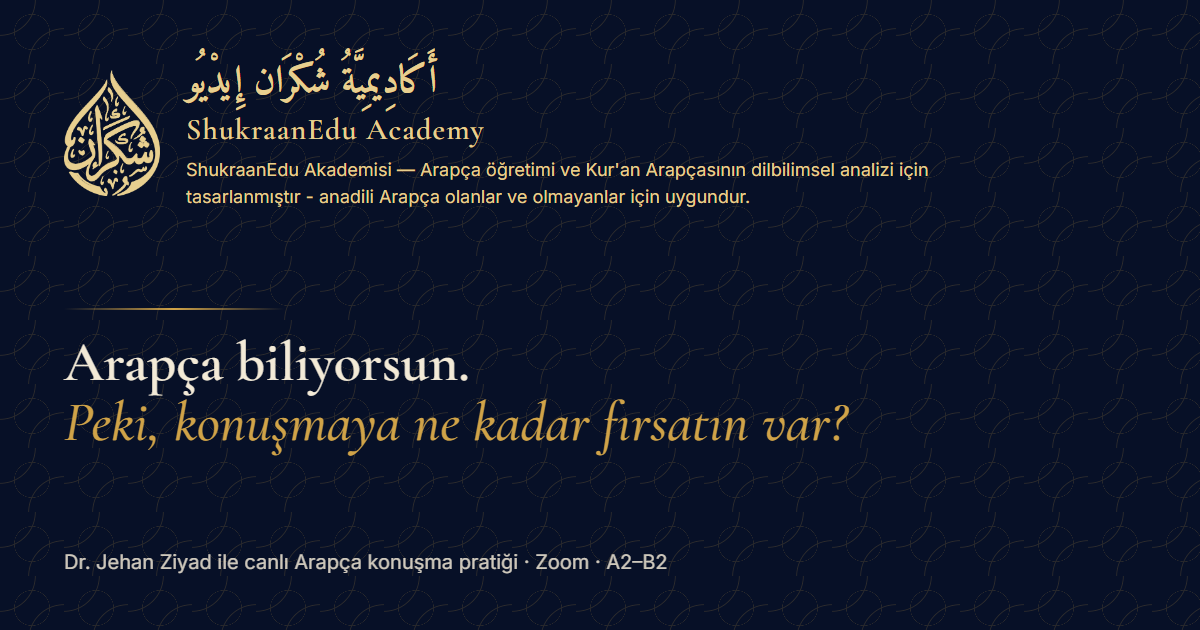 أَكَادِيمِيَّةُ شُكْرَان إِيدْيُو
شُكْرَان
ShukraanEdu Academy
ShukraanEdu Akademisi — Arapça öğretimi ve Kur'an Arapçasının dilbilimsel analizi için
tasarlanmıştır - anadili Arapça olanlar ve olmayanlar için uygundur.
Arapça biliyorsun.
Peki, konuşmaya ne kadar fırsatın var?
Dr. Jehan Ziyad ile canlı Arapça konuşma pratiği · Zoom · A2–B2